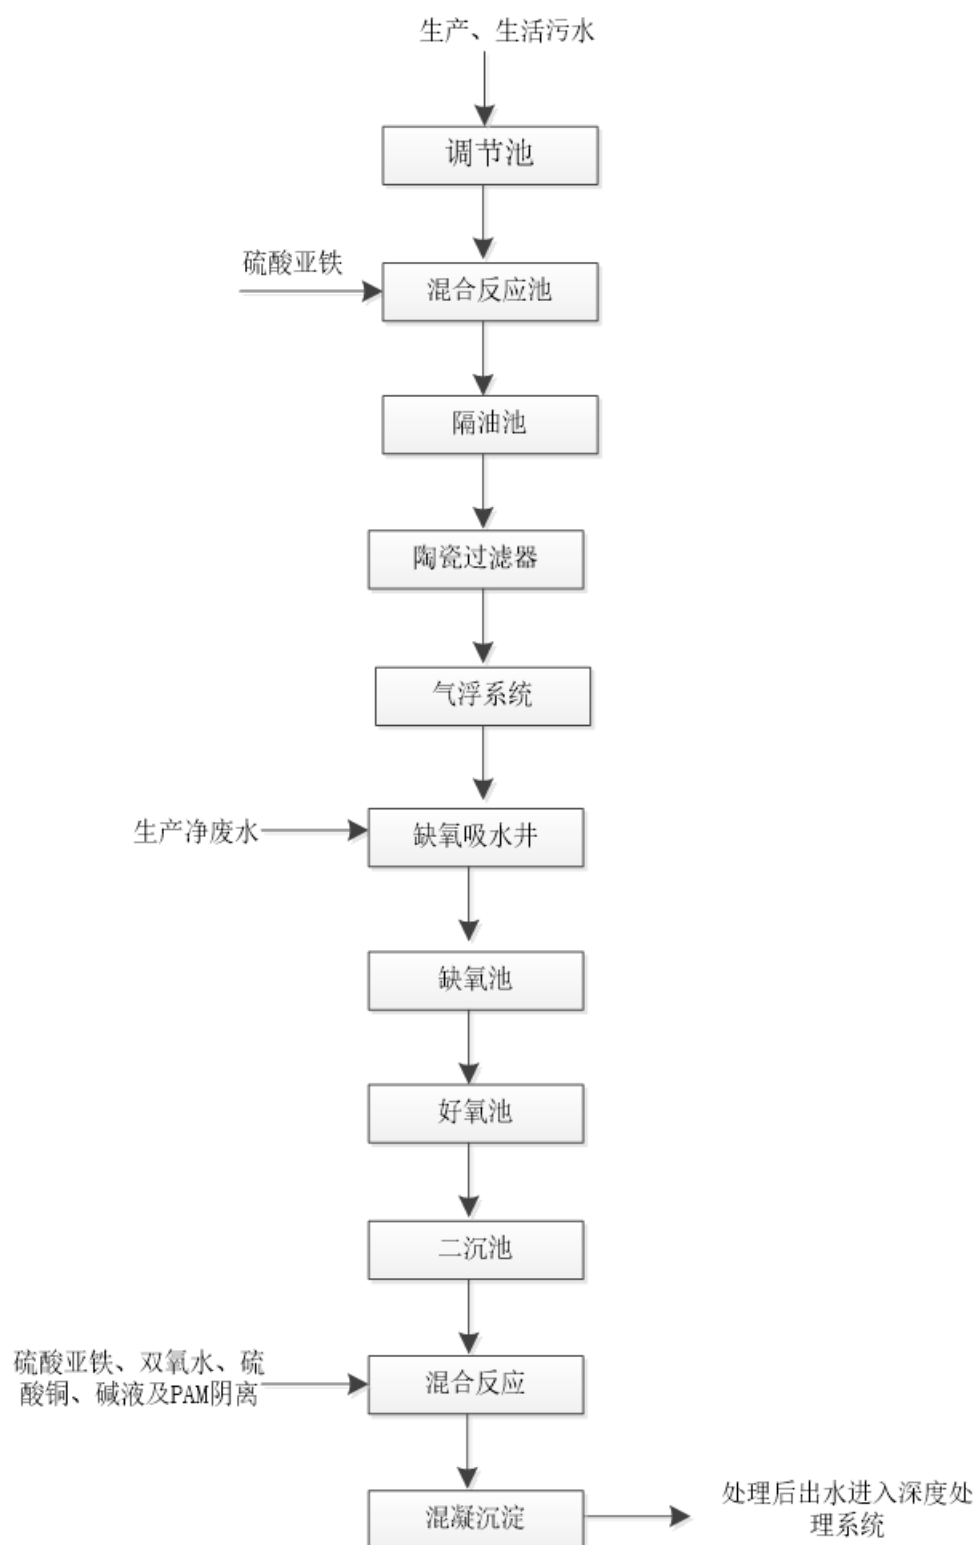 生产、生活污水
调节池
硫酸亚铁
混合反应池
隔油池
陶瓷过滤器
气浮系统
生产净废水
缺氧吸水井
缺氧池
好氧池
二沉池
硫酸亚铁、双氧水、硫
酸铜、碱液及PAM阴离
混合反应
混凝沉淀
处理后出水进入深度处
理系统